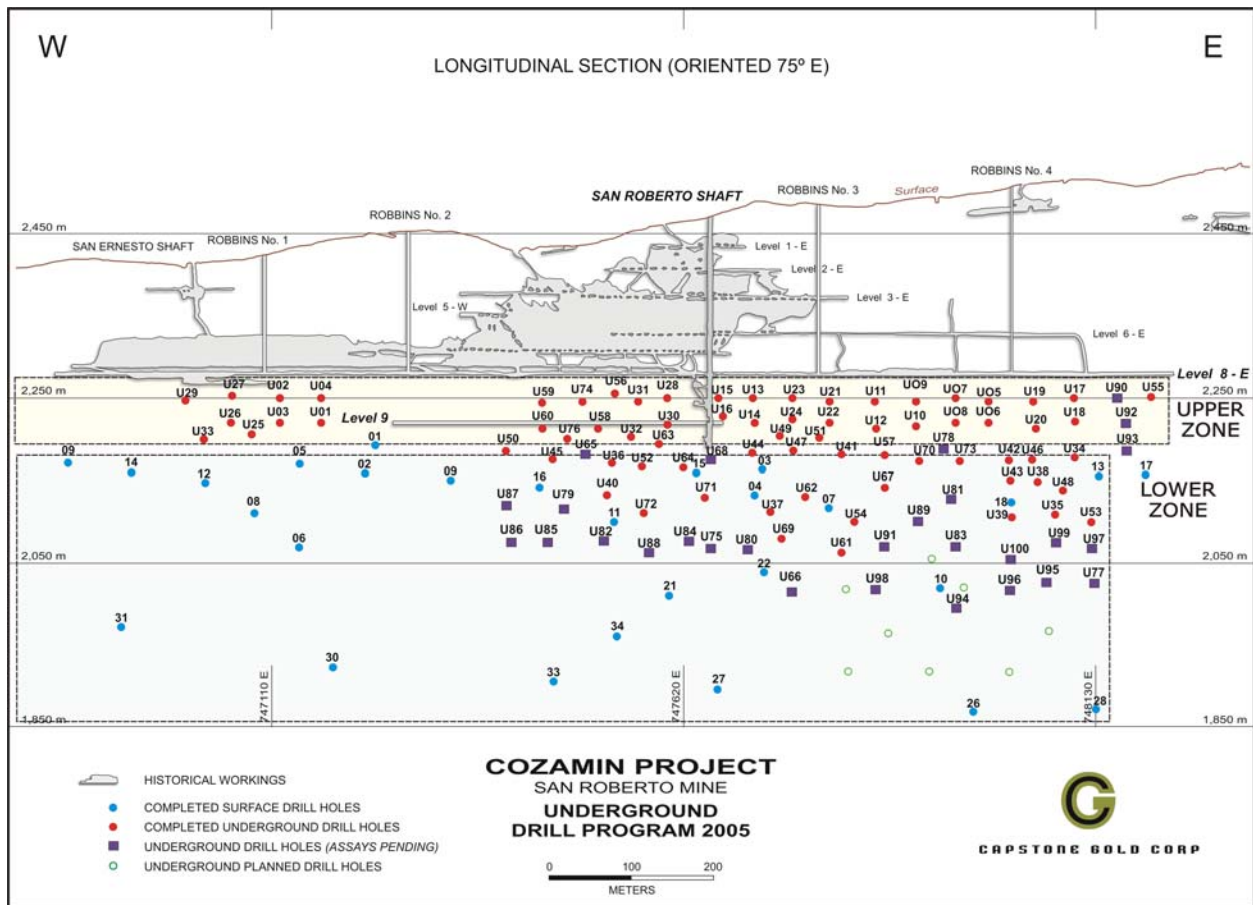 W
E
LONGITUDINAL SECTION (ORIENTED 75º E)
ROBBINS No. 4
SAN ROBERTO SHAFT
ROBBINS No. 3
Surface
ROBBINS No. 2
2,450 m
2,450 m
SAN ERNESTO SHAFT
ROBBINS No. 1
Level 1 - E
Level 2 - E
Level 3 - E
Level 5 - W
Level 6 - E
Level 8 - E
2,250 m
2,250 m
U29 U27 U02 U04 U59 U74 U56 U31 U28 U15 U13 U23 U21 U11 UO9 UO7 UO5 U19 U17 U90 U55
UPPER
ZONE
U33 U26 U25 U03 U01 Level 9 U60 U76 U58 U32 U63 U30 U16 U14 U49 U24 U51 U22 U12 U10 UO8 UO6 U20 U18 U92
09 14 12 05 01 02 09 U50 U45 U65 U36 U52 U64 15 U68 U44 03 U47 U41 U57 U70 U78 U73 U42 U46 U34 U93 13 17
LOWER
ZONE
08 U87 16 U79 U40 11 U72 U71 04 U37 U62 07 U54 U67 U89 U81 U43 18 U39 U38 U48 U35 U53
06 U86 U85 U82 U88 U84 U75 U80 U69 U61 U91 U83 U100 U99 U97
2,050 m
2,050 m
22 U66 U98 10 U94 U96 U95 U77
21
31
34
30
33
27
26
28
747110 E
747620 E
748130 E
1,850 m
1,850 m
HISTORICAL WORKINGS
COMPLETED SURFACE DRILL HOLES
COMPLETED UNDERGROUND DRILL HOLES
UNDERGROUND DRILL HOLES (ASSAYS PENDING)
UNDERGROUND PLANNED DRILL HOLES
COZAMIN PROJECT
SAN ROBERTO MINE
UNDERGROUND
DRILL PROGRAM 2005
0 100 200
METERS
CAPSTONE GOLD CORP